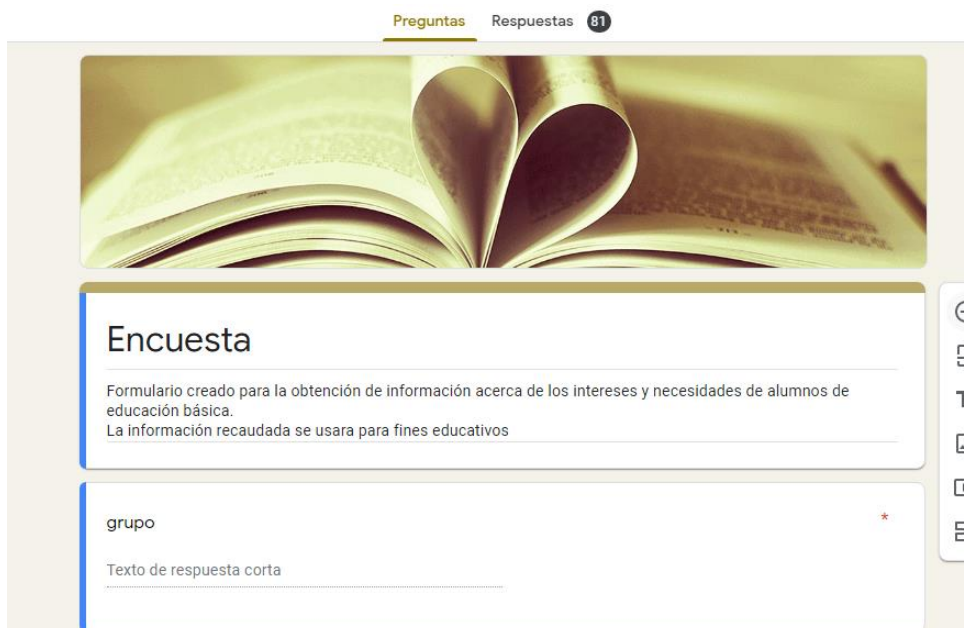 Preguntas Respuestas 81
Encuesta
Formulario creado para la obtención de información acerca de los intereses y necesidades de alumnos de
educación básica.
La información recaudada se usara para fines educativos
grupo *
Texto de respuesta corta